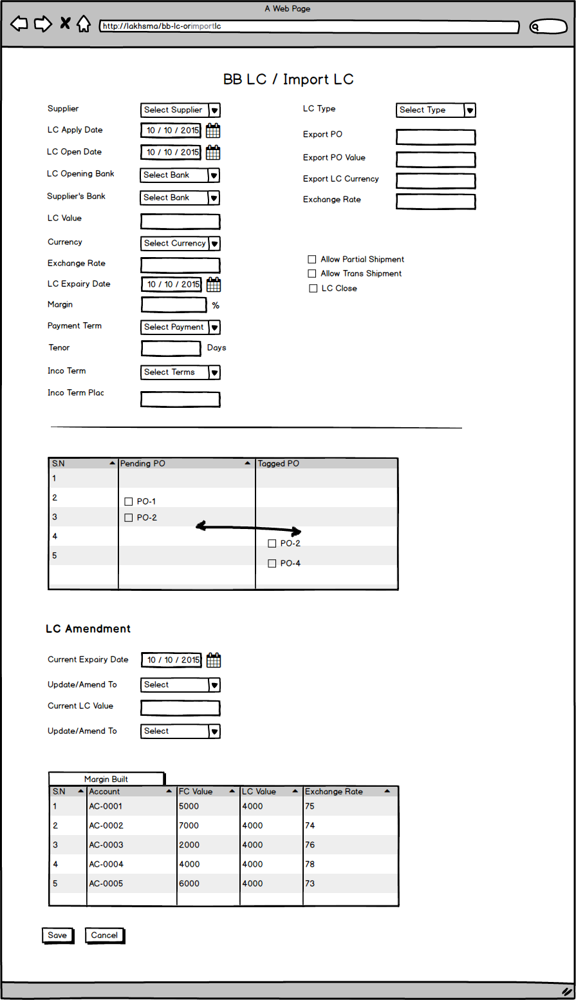 A Web Page
http://lakhsma/bb-lc-orimportlc
BB LC / Import LC
Supplier
Select Supplier
LC Type
Select Type
LC Apply Date
10 / 10 / 2015
Export PO
LC Open Date
10 / 10 / 2015
Export PO Value
LC Opening Bank
Select Bank
Export LC Currency
Supplier's Bank
Select Bank
Exchange Rate
LC Value
Currency
Select Currency
Exchange Rate
Allow Partial Shipment
Allow Trans Shipment
LC Close
LC Expairy Date
10 / 10 / 2015
Margin
%
Payment Term
Select Payment
Tenor
Days
Inco Term
Select Terms
Inco Term Plac
S.N Pending PO Tagged PO
1
2
PO-1
3
PO-2
4
PO-2
5
PO-4
LC Amendment
Current Expairy Date
10 / 10 / 2015
Update/Amend To
Select
Current LC Value
Update/Amend To
Select
Margin Built
S.N Account FC Value LC Value Exchange Rate
1 AC-0001 5000 4000 75
2 AC-0002 7000 4000 74
3 AC-0003 2000 4000 76
4 AC-0004 4000 4000 78
5 AC-0005 6000 4000 73
Save
Cancel